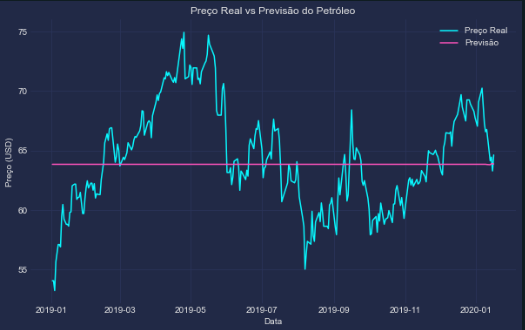 Preço Real vs Previsão do Petróleo
Preço Real
Previsão
Preço (USD)
75
70
65
60
55
2019-01
2019-03
2019-05
2019-07
2019-09
2019-11
2020-01
Data